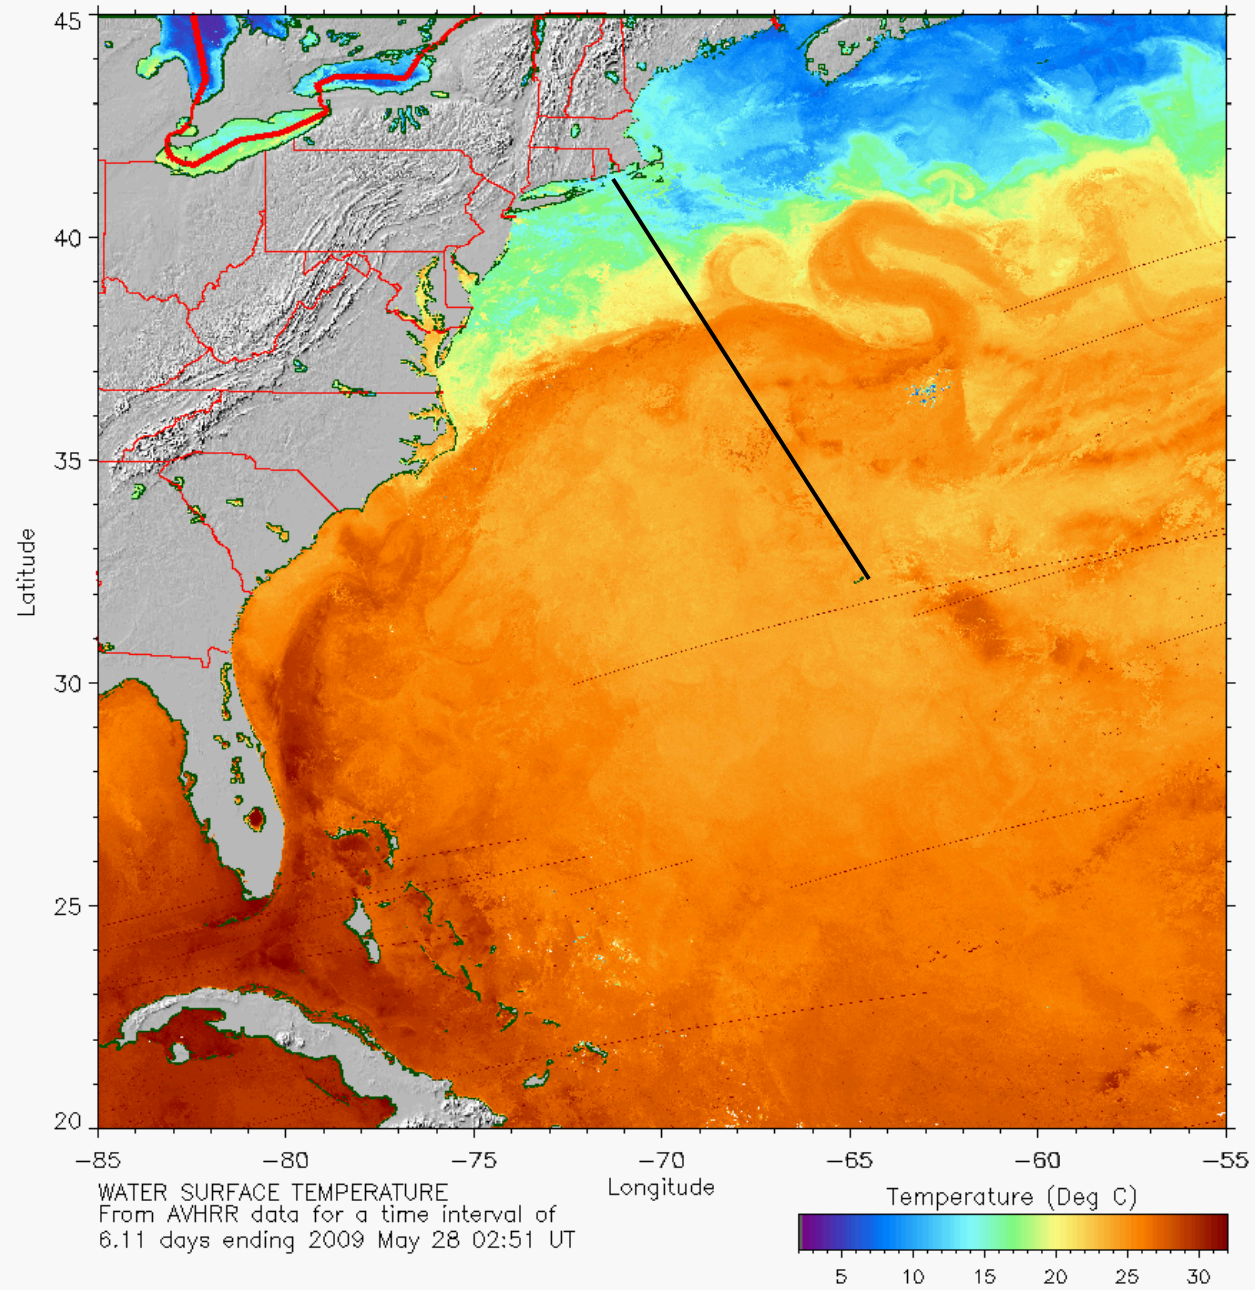 45
40
35
30
25
20
Latitude
−85 −80 −75 −70 −65 −60 −55
Longitude
WATER SURFACE TEMPERATURE
From AVHRR data for a time interval of
6.11 days ending 2009 May 28 02:51 UT
Temperature (Deg C)
5 10 15 20 25 30